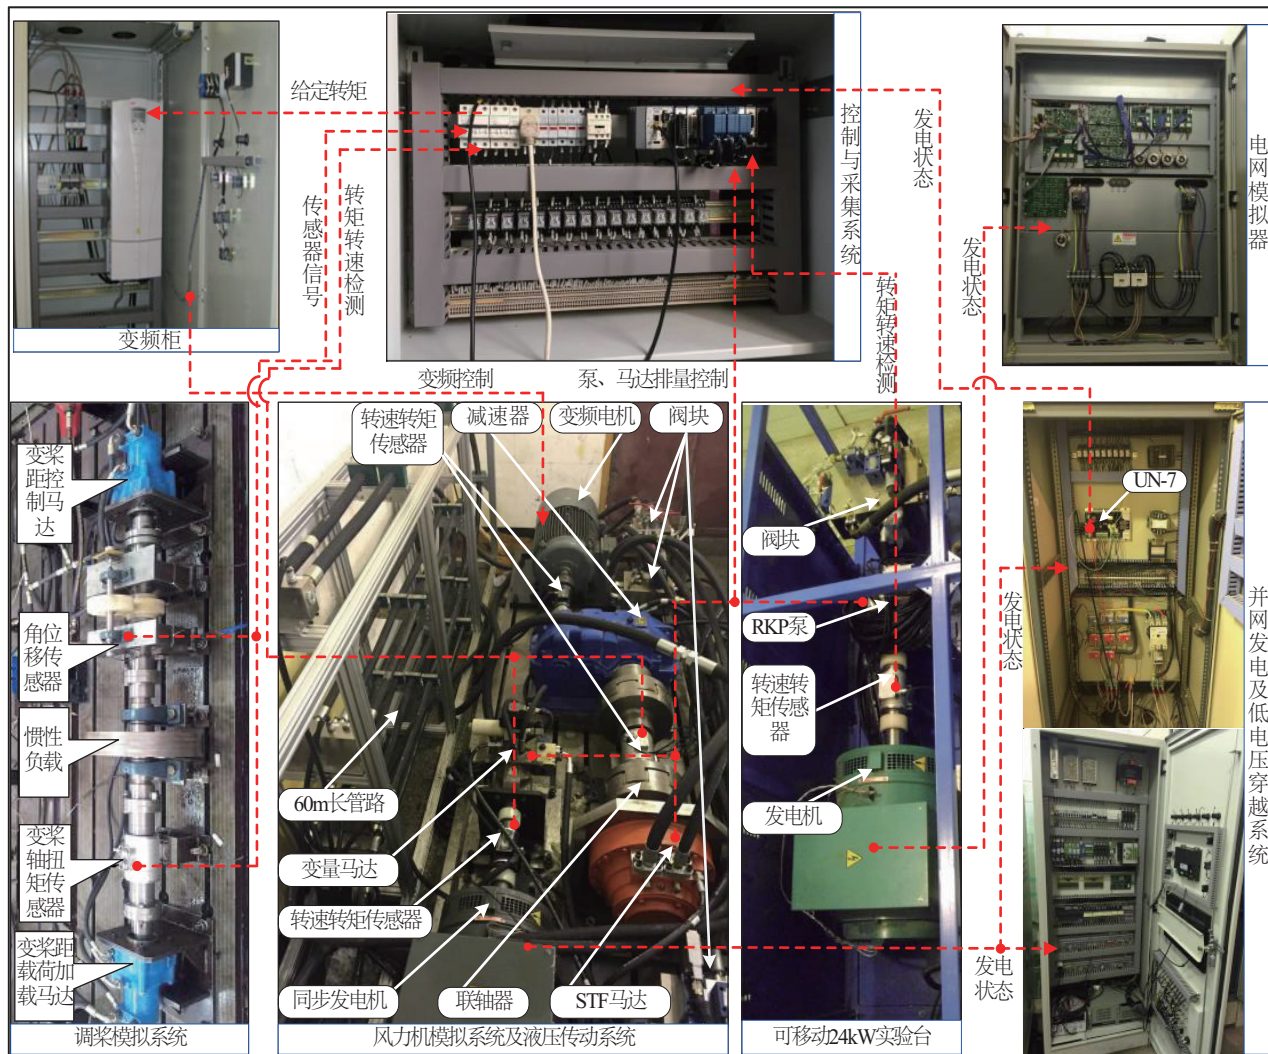 给定转矩
传感器信号
转矩转速检测
变频柜
控制与采集系统
发电状态
发电状态
转矩转速检测
电网模拟器
变频控制
泵、马达排量控制
变桨
距控
制马
达
角位
移传
感器
惯性
负载
变桨
轴扭
矩传
感器
变桨距
载荷加
载马达
调桨模拟系统
转速转矩
传感器
减速器
变频电机
阀块
60m长管路
变量马达
转速转矩传感器
同步发电机
联轴器
STF马达
风力机模拟系统及液压传动系统
阀块
RKP泵
转速转
矩传感
器
发电机
可移动24kW实验台
UN-7
发电状态
发电
状态
并网发电及低电压穿越系统